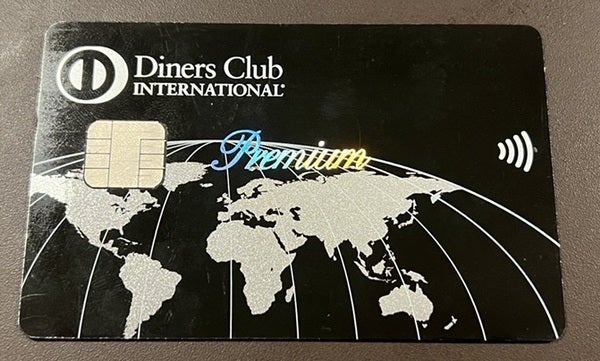 Diners Club
INTERNATIONAL®
Premium